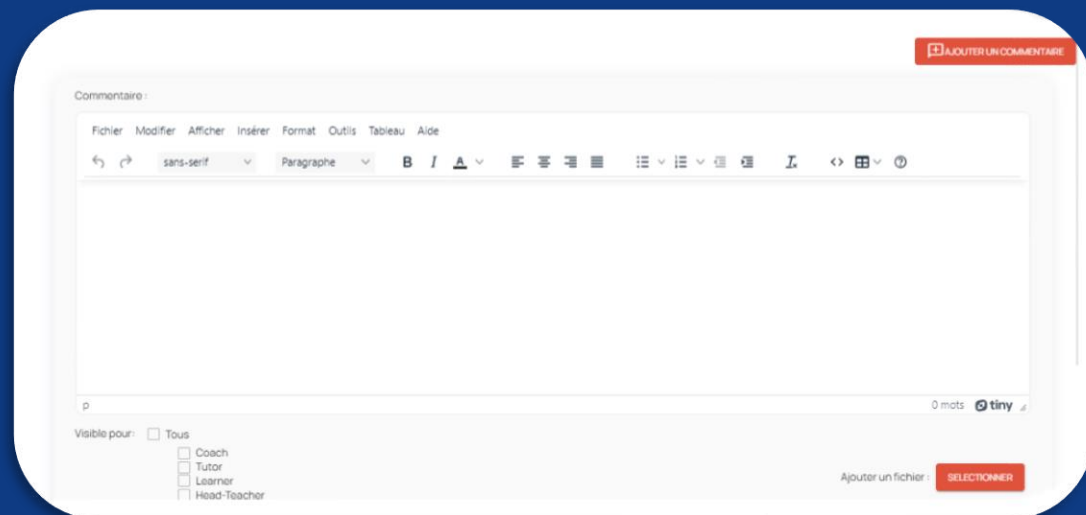 AJOUTER UN COMMENTAIRE
Commentaire :
Fichier Modifier Afficher Insérer Format Outils Tableau Aide
sans-serif Paragraphe B I A
p 0 mots tiny
Visible pour: Tous
Coach
Tutor
Learner
Head-Teacher
Ajouter un fichier : SELECTIONNER